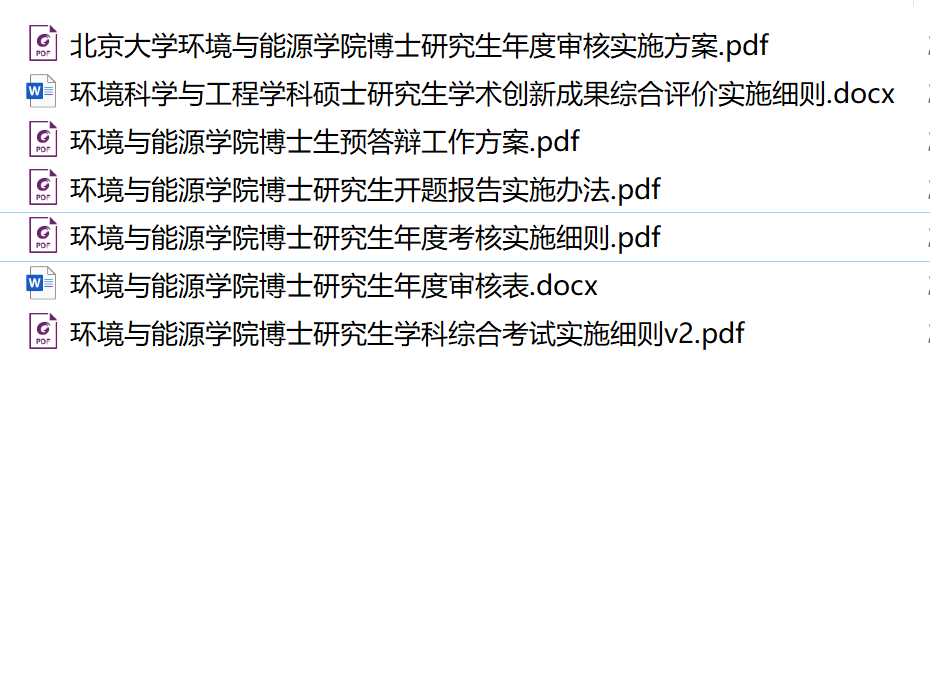 北京大学环境与能源学院博士研究生年度审核实施方案.pdf
环境科学与工程学科硕士研究生学术创新成果综合评价实施细则.docx
环境与能源学院博士生预答辩工作方案.pdf
环境与能源学院博士研究生开题报告实施办法.pdf
环境与能源学院博士研究生年度考核实施细则.pdf
环境与能源学院博士研究生年度审核表.docx
环境与能源学院博士研究生学科综合考试实施细则v2.pdf